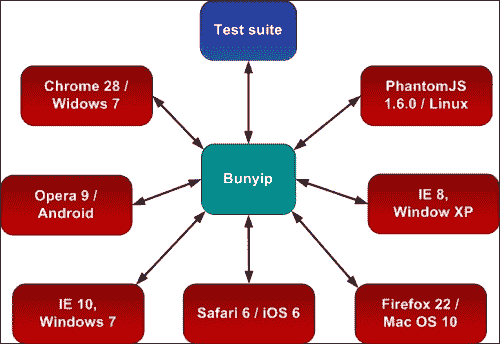 Test suite
Chrome 28 /
Widows 7
PhantomJS
1.6.0 / Linux
Bunyip
Opera 9 /
Android
IE 8,
Window XP
IE 10,
Windows 7
Safari 6 / iOS 6
Firefox 22 /
Mac OS 10